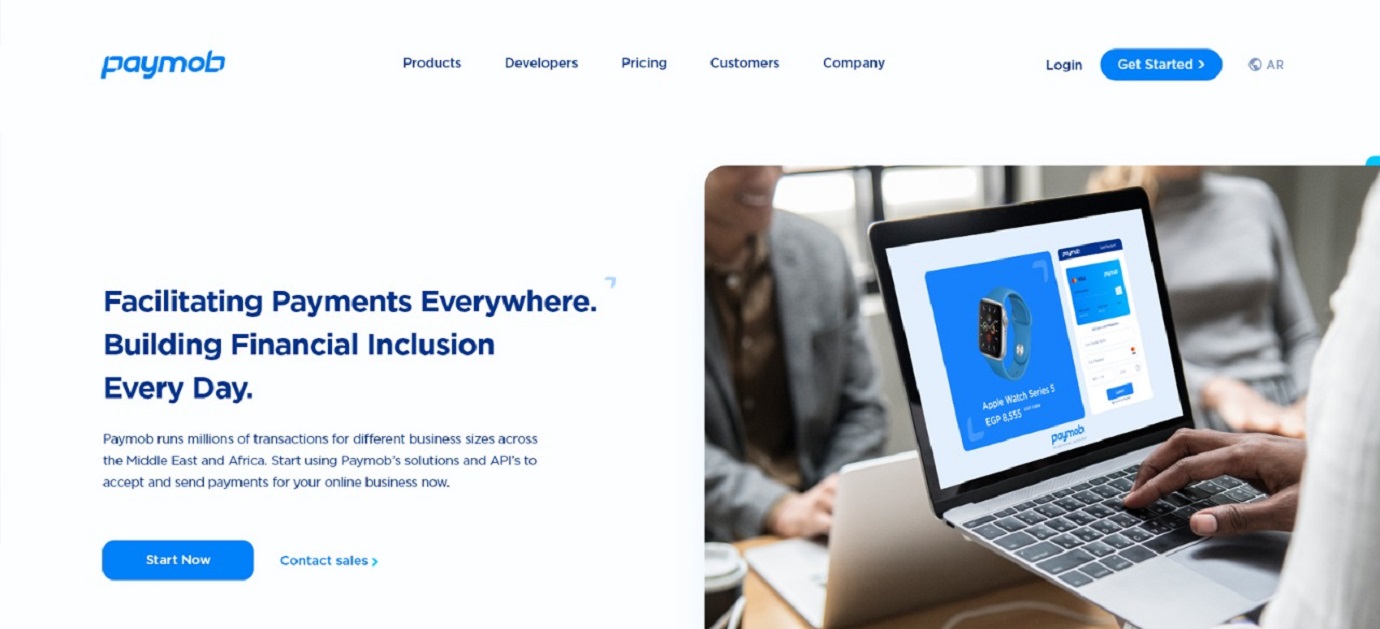 paymob
Products
Developers
Pricing
Customers
Company
Login
Get Started ›
AR
Facilitating Payments Everywhere.
Building Financial Inclusion
Every Day.
Paymob runs millions of transactions for different business sizes across
the Middle East and Africa. Start using Paymob's solutions and API's to
accept and send payments for your online business now.
Start Now
Contact sales ›
Apple Watch Series 5
EGP 8,555
paymob
paymob
paymob